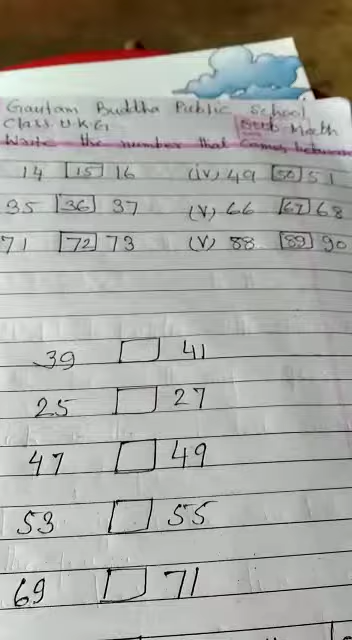 Gautam Buddha Public School
Class U.K.G Sub Math
Write the number that comes between
14 15 16 (iv) 49 50 51
35 36 37 (v) 66 67 68
71 72 73 (v) 88 89 90
39 41
25 27
47 49
53 55
69 71